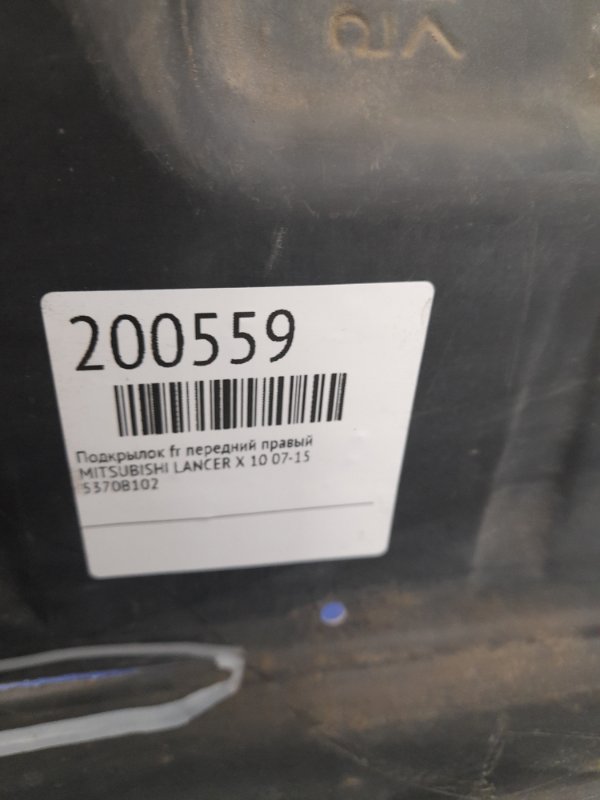 200559
Подкрылок fr передний правый
MITSUBISHI LANCER X 10 07-15
5370B102